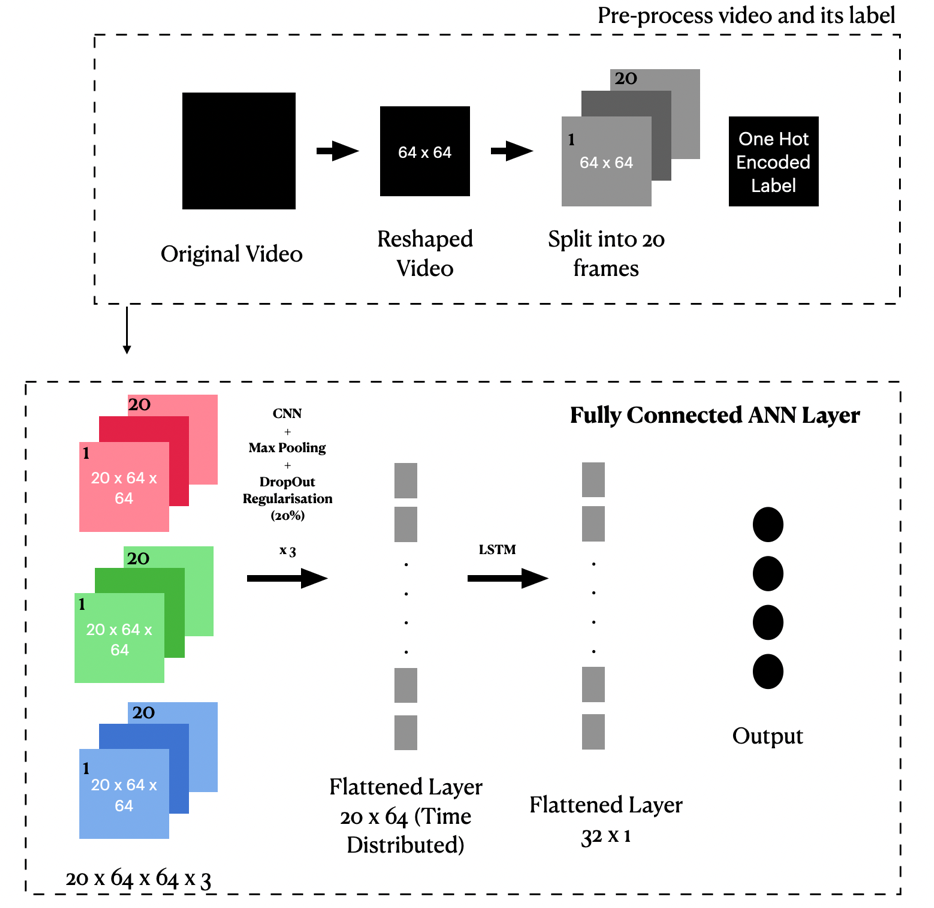 Pre-process video and its label
64 x 64
20
1
64 x 64
One Hot
Encoded
Label
Original Video
Reshaped
Video
Split into 20
frames
20
1
20 x 64 x
64
20
1
20 x 64 x
64
20
1
20 x 64 x
64
20 x 64 x 64 x 3
CNN
+
Max Pooling
+
DropOut
Regularisation
(20%)
x 3
Flattened Layer
20 x 64 (Time
Distributed)
LSTM
Flattened Layer
32 x 1
Fully Connected ANN Layer
Output